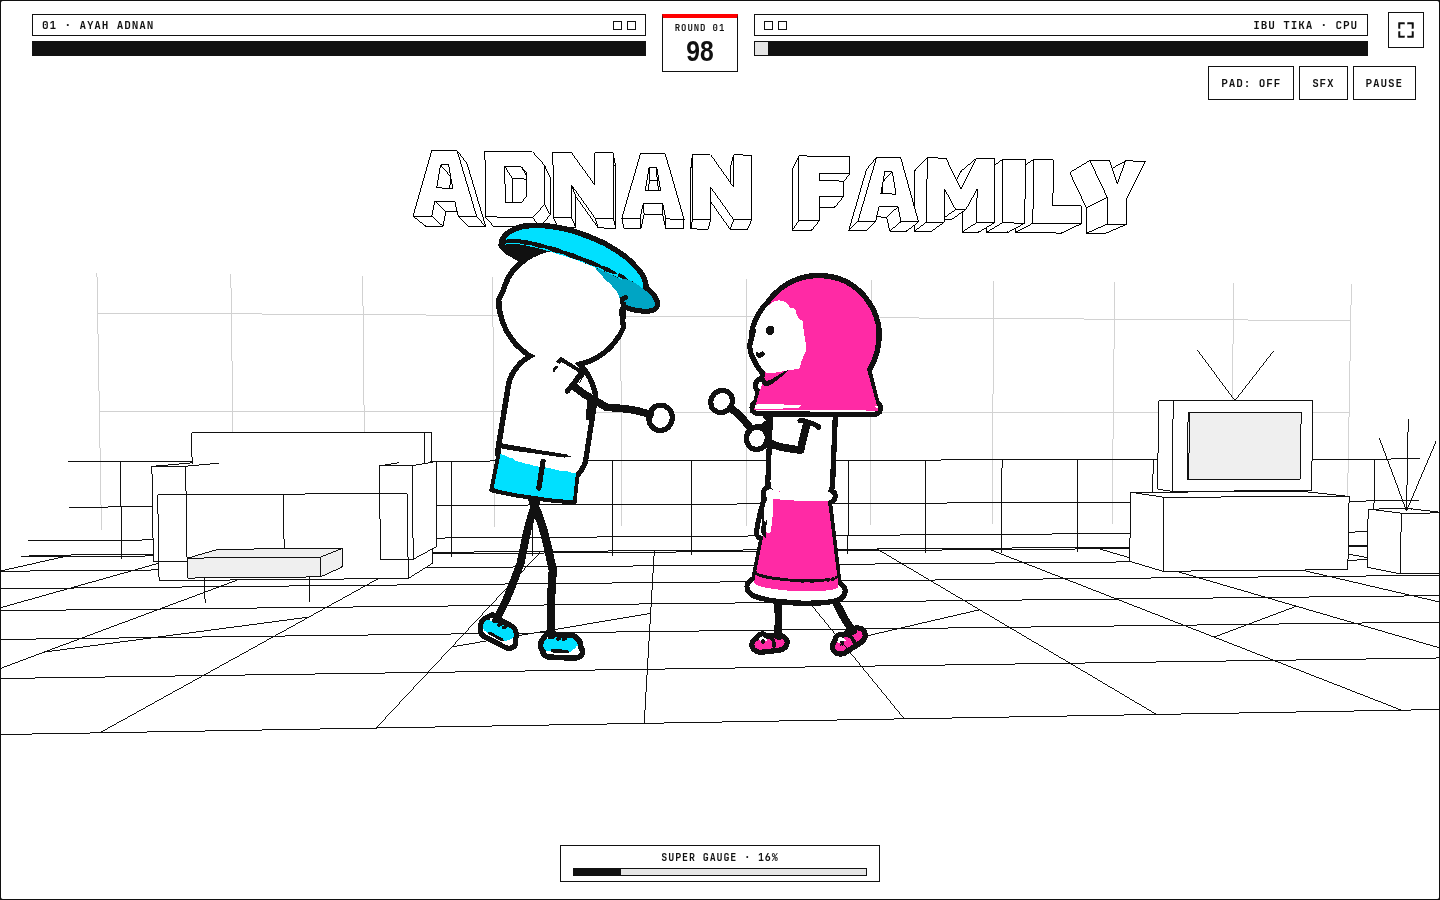 01 · AYAH ADNAN
ROUND 01
98
IBU TIKA · CPU
PAD: OFF
SFX
PAUSE
ADNAN FAMILY
SUPER GAUGE · 16%